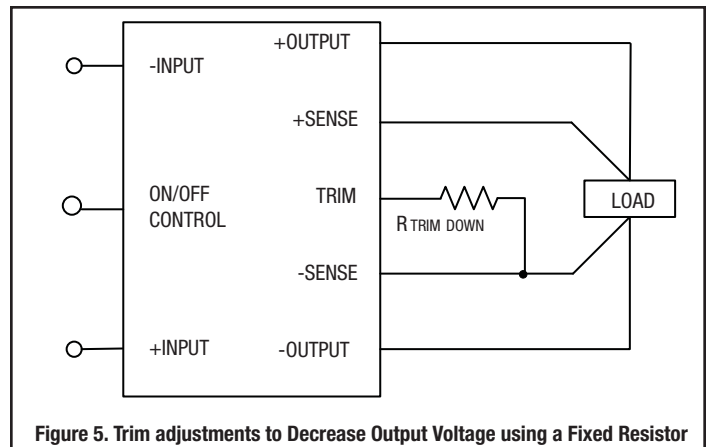 +OUTPUT
-INPUT
+SENSE
ON/OFF
CONTROL
TRIM
R TRIM DOWN
LOAD
-SENSE
+INPUT
-OUTPUT
Figure 5. Trim adjustments to Decrease Output Voltage using a Fixed Resistor